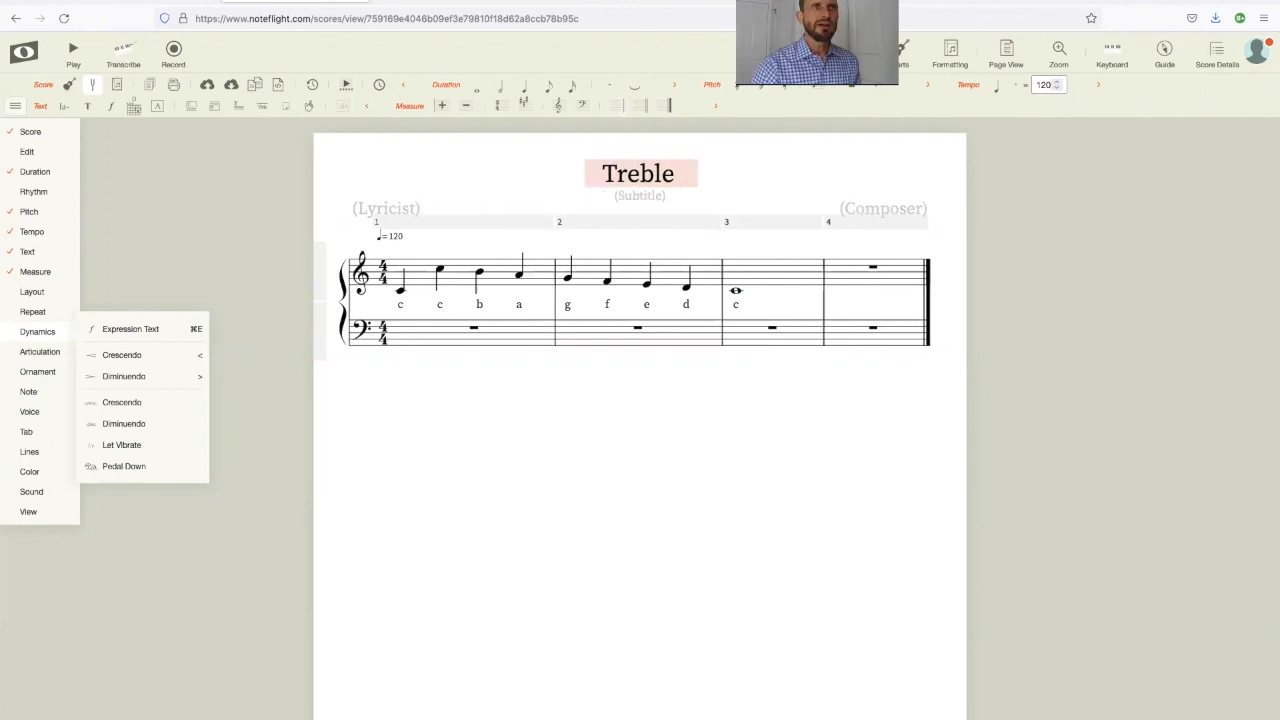 https://www.noteflight.com/scores/view/759169e4046b09ef3e79810f18d62a8ccb78b95c
Play
Transcribe
Record
Formatting
Page View
Zoom
Keyboard
Guide
Score Details
Score
Duration
Pitch
Tempo
= 120
Text
Measure
Score
Edit
Duration
Rhythm
Pitch
Tempo
Text
Measure
Layout
Repeat
Dynamics
Articulation
Ornament
Note
Voice
Tab
Lines
Color
Sound
View
Expression Text ⌘E
Crescendo <
Diminuendo >
Crescendo
Diminuendo
Let Vibrate
Pedal Down
Treble
(Subtitle)
(Lyricist) (Composer)
1 2 3 4
=120
c c b a g f e d c